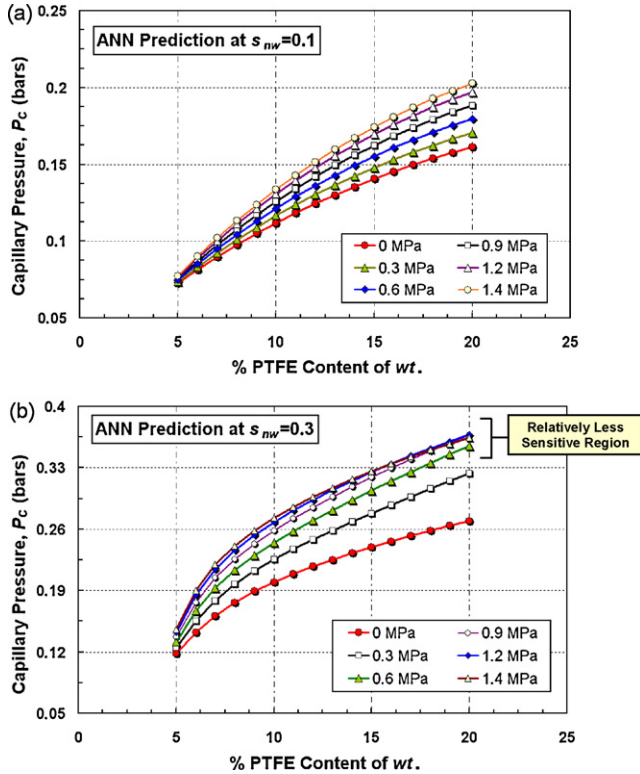 (a)
ANN Prediction at s nw=0.1
Capillary Pressure, PC (bars)
0.25
0.2
0.15
0.1
0.05
0 MPa
0.3 MPa
0.6 MPa
0.9 MPa
1.2 MPa
1.4 MPa
0 5 10 15 20 25
% PTFE Content of wt.
(b)
ANN Prediction at s nw=0.3
Relatively Less
Sensitive Region
Capillary Pressure, PC (bars)
0.4
0.33
0.26
0.19
0.12
0.05
0 MPa
0.3 MPa
0.6 MPa
0.9 MPa
1.2 MPa
1.4 MPa
0 5 10 15 20 25
% PTFE Content of wt.